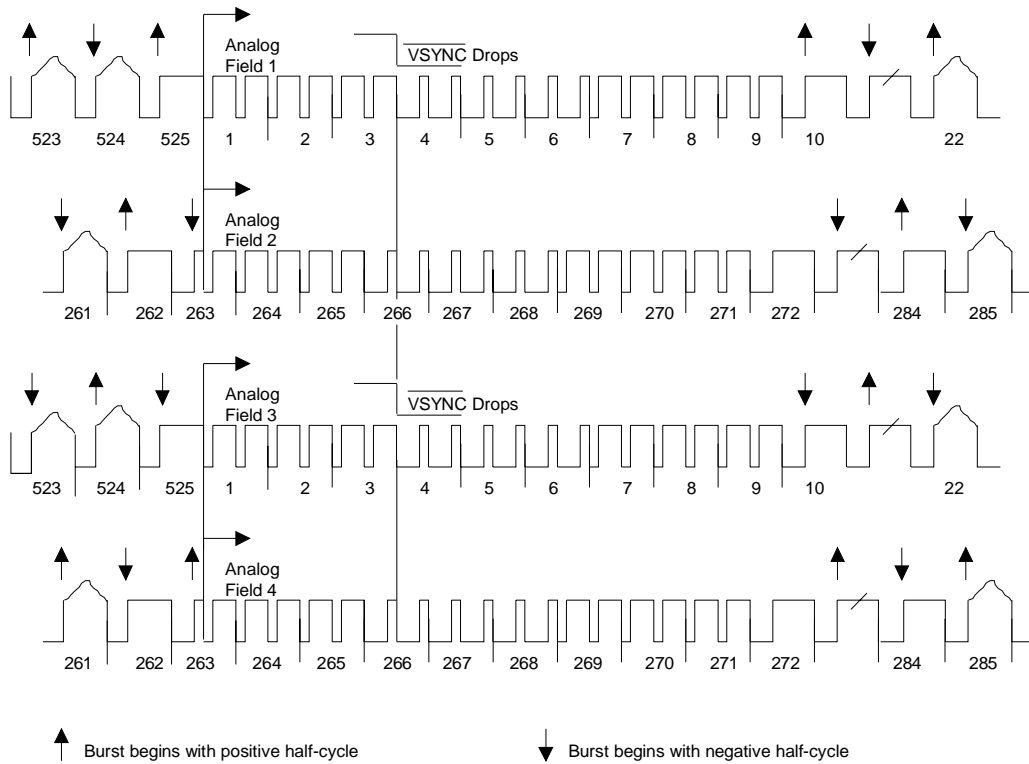 Analog
Field 1
VSYNC Drops
523 524 525 1 2 3 4 5 6 7 8 9 10 22
Analog
Field 2
261 262 263 264 265 266 267 268 269 270 271 272 284 285
Analog
Field 3
VSYNC Drops
523 524 525 1 2 3 4 5 6 7 8 9 10 22
Analog
Field 4
261 262 263 264 265 266 267 268 269 270 271 272 284 285
Burst begins with positive half-cycle Burst begins with negative half-cycle